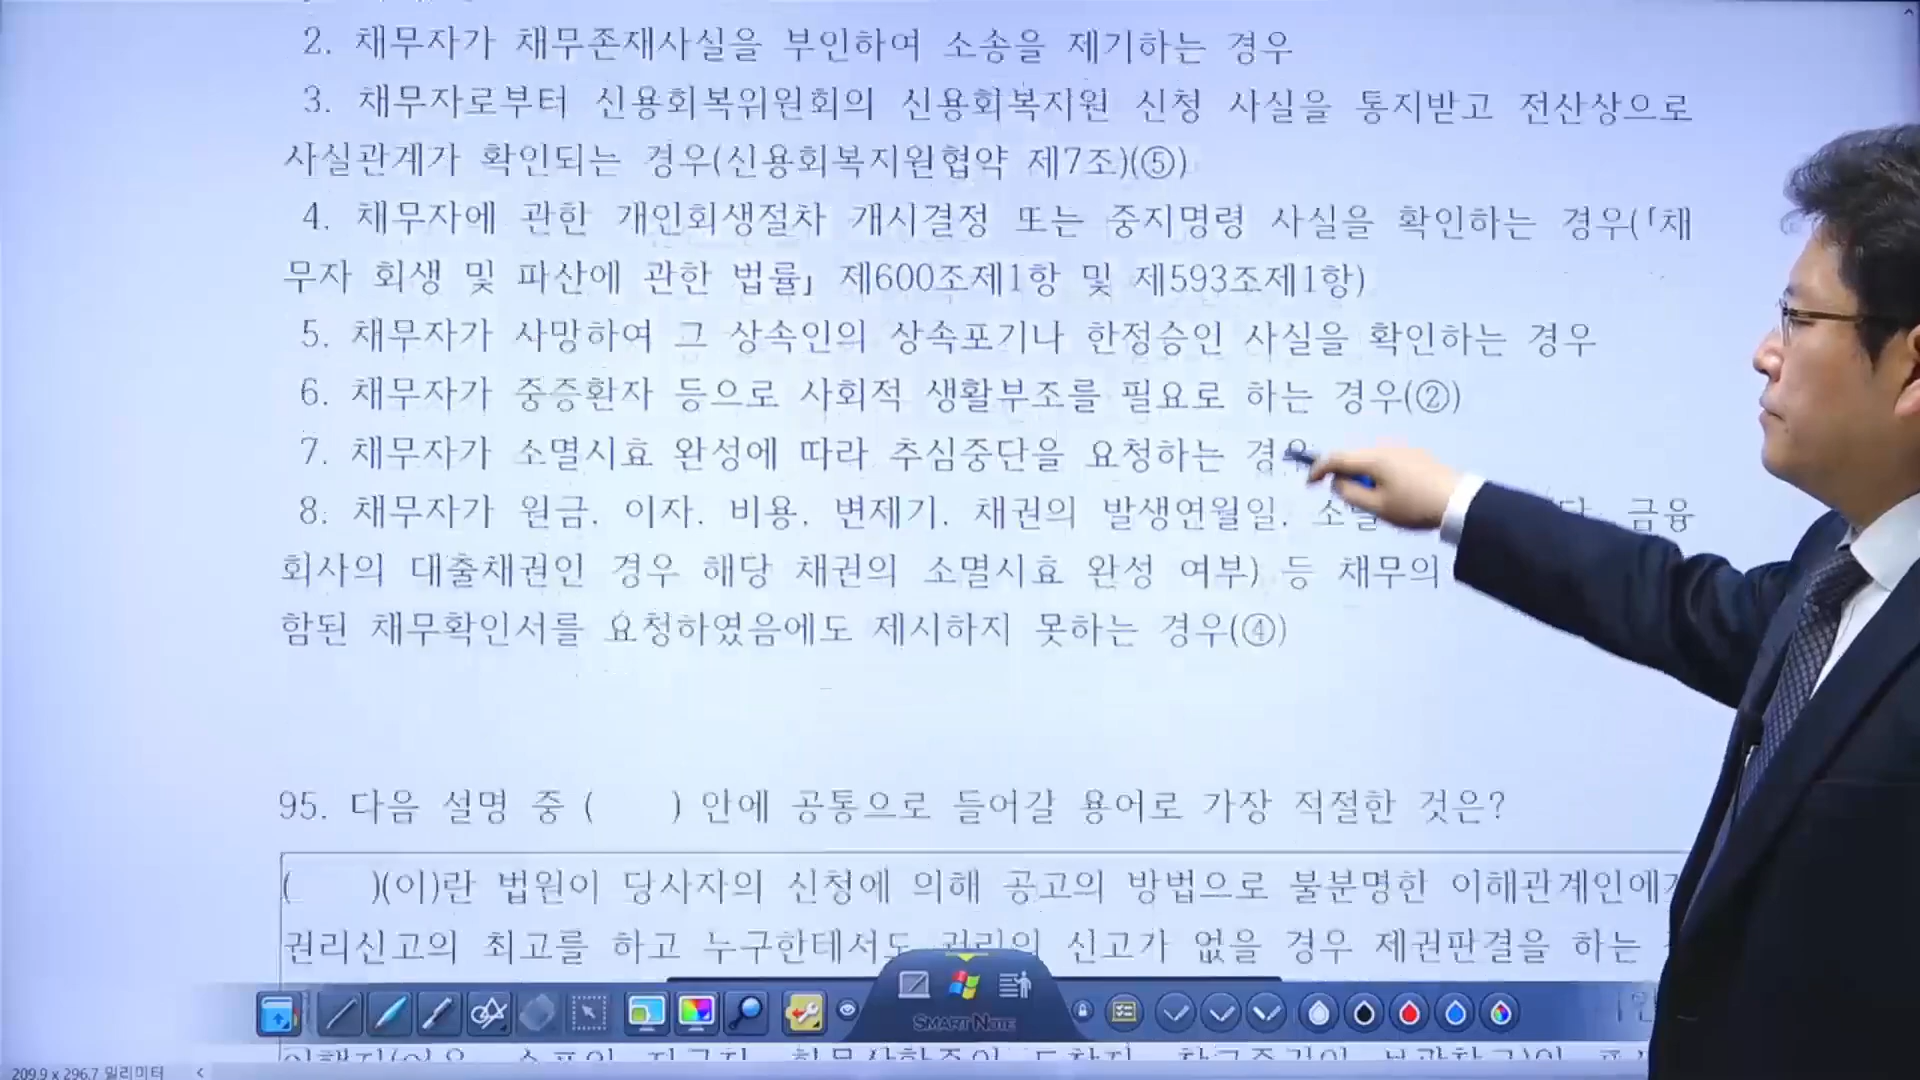 2. 채무자가 채무존재사실을 부인하여 소송을 제기하는 경우
3. 채무자로부터 신용회복위원회의 신용회복지원 신청 사실을 통지받고 전산상으로
사실관계가 확인되는 경우(신용회복지원협약 제7조)(⑤)
4. 채무자에 관한 개인회생절차 개시결정 또는 중지명령 사실을 확인하는 경우(「채
무자 회생 및 파산에 관한 법률」 제600조제1항 및 제593조제1항)
5. 채무자가 사망하여 그 상속인의 상속포기나 한정승인 사실을 확인하는 경우
6. 채무자가 중증환자 등으로 사회적 생활부조를 필요로 하는 경우(②)
7. 채무자가 소멸시효 완성에 따라 추심중단을 요청하는 경우
8. 채무자가 원금, 이자, 비용, 변제기, 채권의 발생연월일, 소멸 금융
회사의 대출채권인 경우 해당 채권의 소멸시효 완성 여부) 등 채무의
함된 채무확인서를 요청하였음에도 제시하지 못하는 경우(④)
95. 다음 설명 중 ( ) 안에 공통으로 들어갈 용어로 가장 적절한 것은?
( )(이)란 법원이 당사자의 신청에 의해 공고의 방법으로 불분명한 이해관계인에게
권리신고의 최고를 하고 누구한테서도 권리의 신고가 없을 경우 제권판결을 하는
SMART NOTE
209.9 x 296.7 밀리미터 <